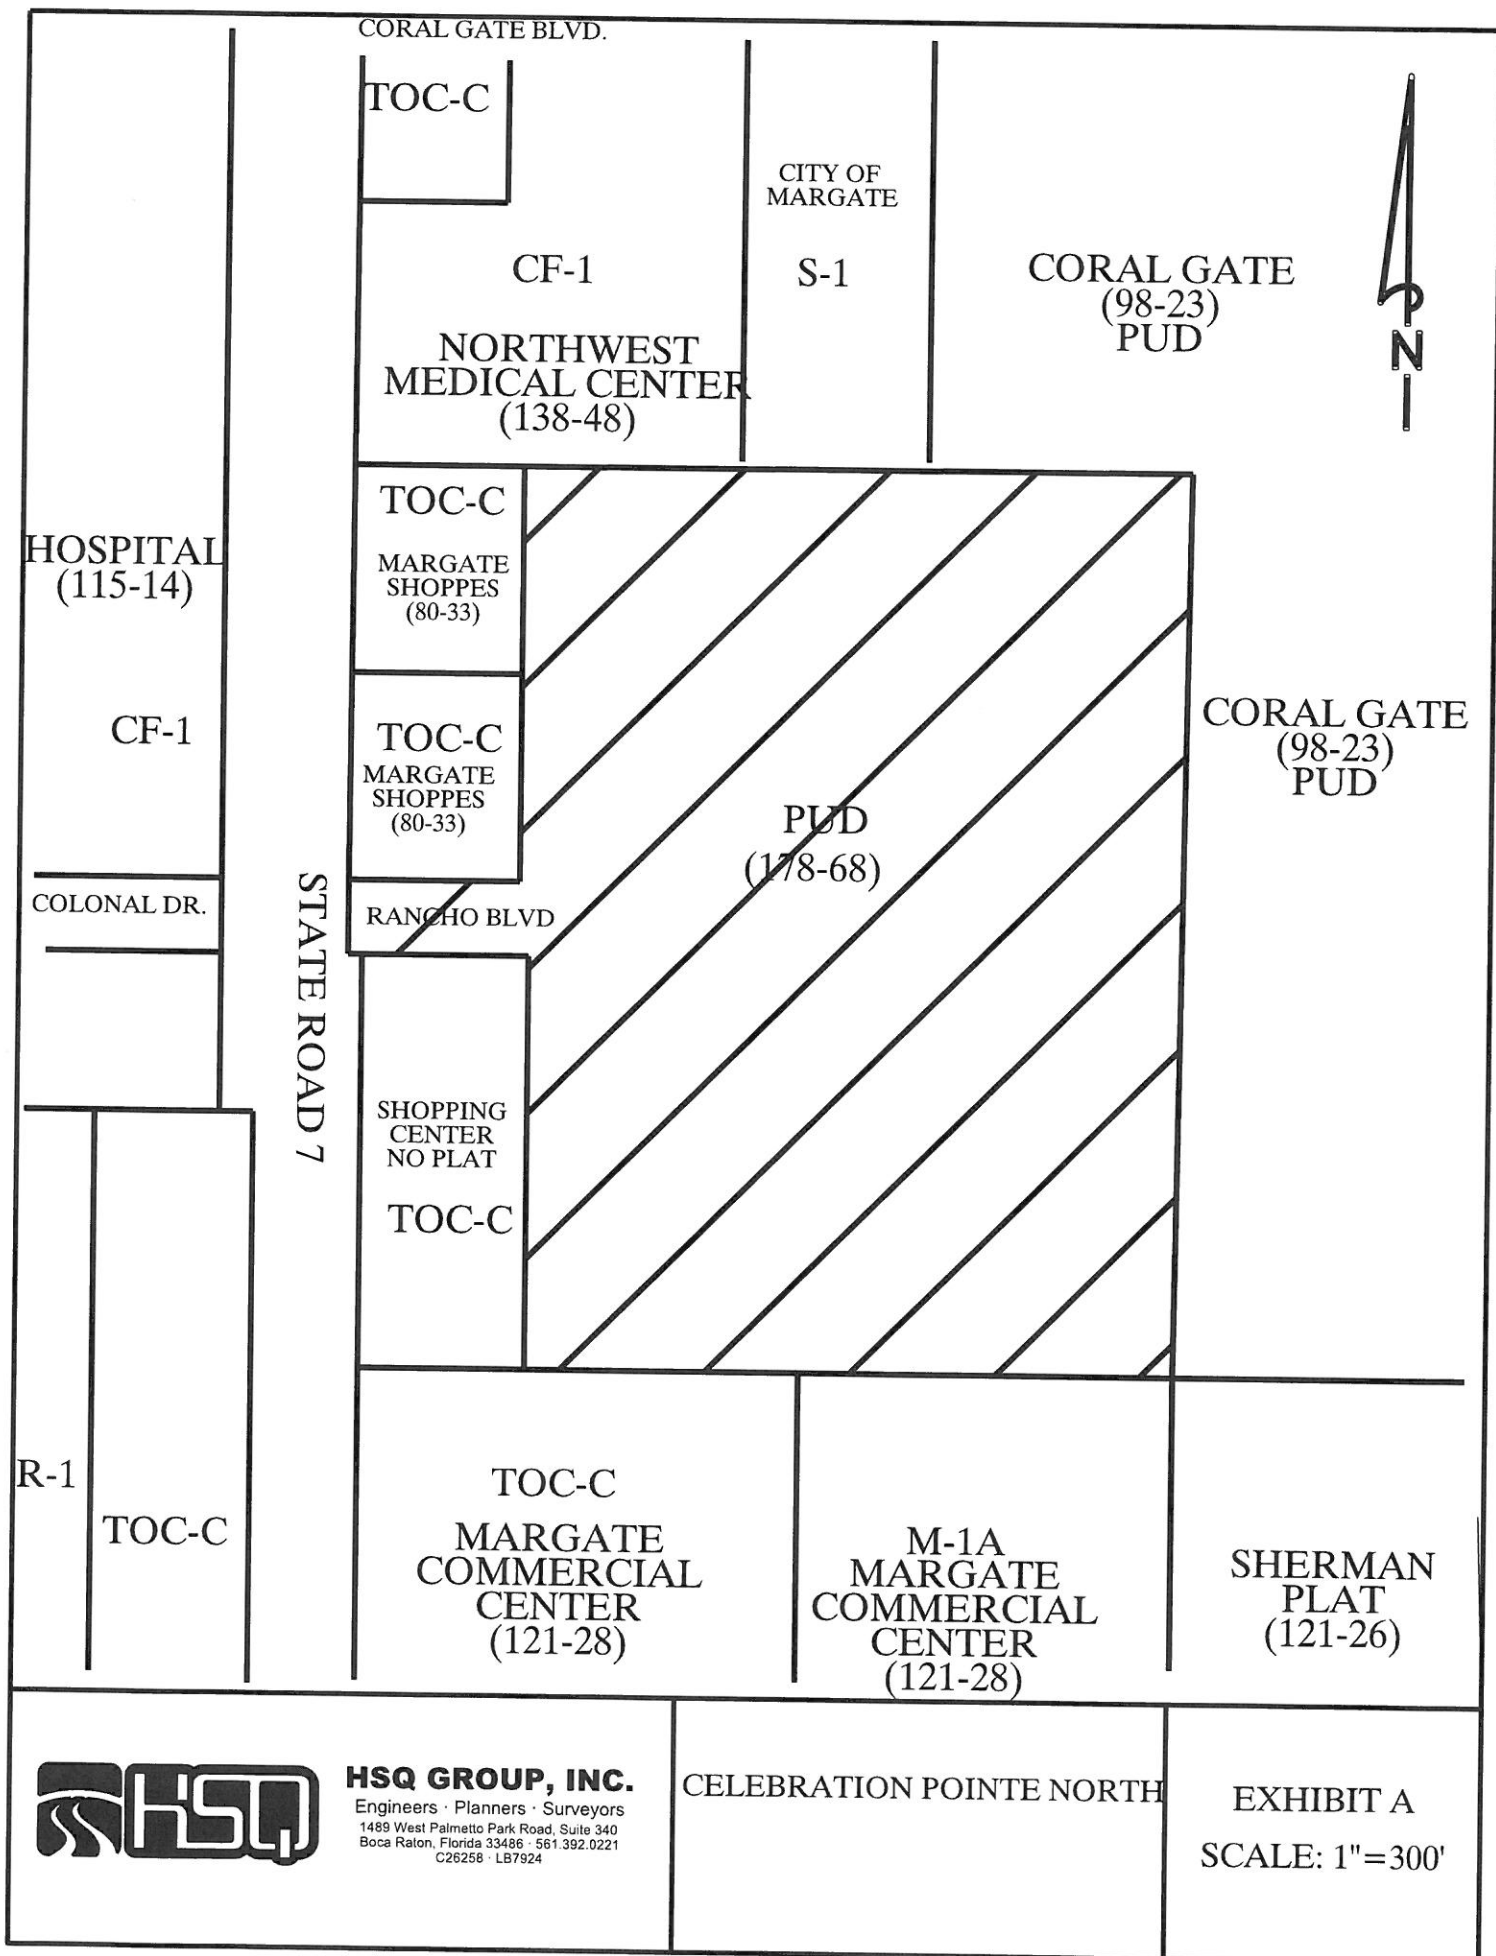 CORAL GATE BLVD.
TOC-C
CITY OF
MARGATE
CF-1
S-1
CORAL GATE
(98-23)
PUD
N
NORTHWEST
MEDICAL CENTER
(138-48)
TOC-C
MARGATE
SHOPPES
(80-33)
HOSPITAL
(115-14)
CF-1
TOC-C
MARGATE
SHOPPES
(80-33)
CORAL GATE
(98-23)
PUD
PUD
(178-68)
COLONAL DR.
RANCHO BLVD
STATE ROAD 7
SHOPPING
CENTER
NO PLAT
TOC-C
R-1
TOC-C
TOC-C
MARGATE
COMMERCIAL
CENTER
(121-28)
M-1A
MARGATE
COMMERCIAL
CENTER
(121-28)
SHERMAN
PLAT
(121-26)
HSQ
HSQ GROUP, INC.
Engineers · Planners · Surveyors
1489 West Palmetto Park Road, Suite 340
Boca Raton, Florida 33486 · 561.392.0221
C26258 · LB7924
CELEBRATION POINTE NORTH
EXHIBIT A
SCALE: 1"=300'